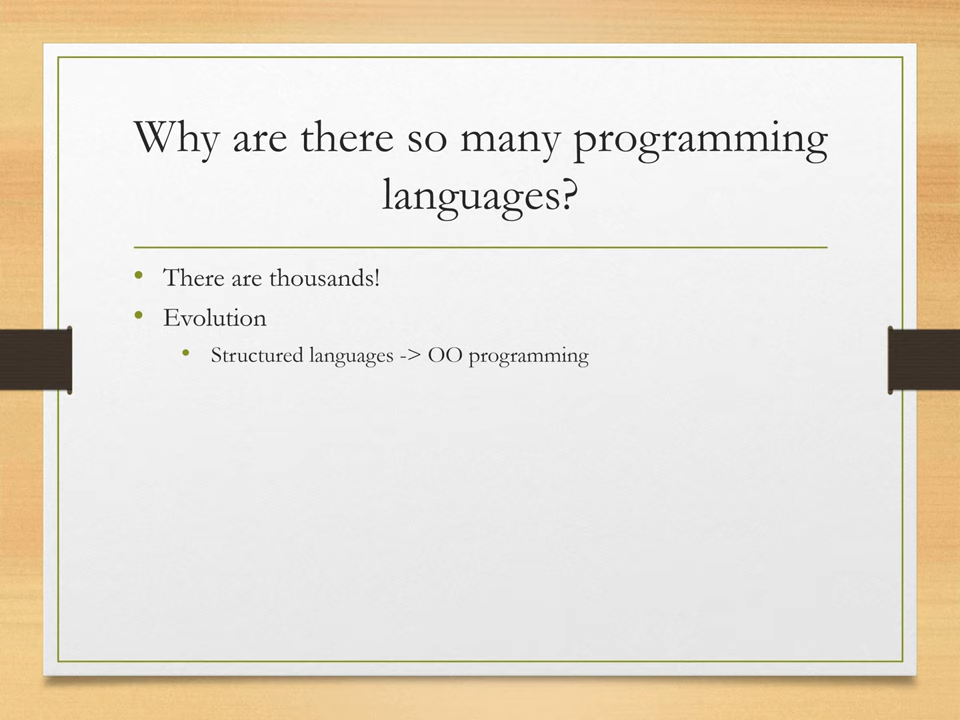 Why are there so many programming
languages?
• There are thousands!
• Evolution
• Structured languages -> OO programming